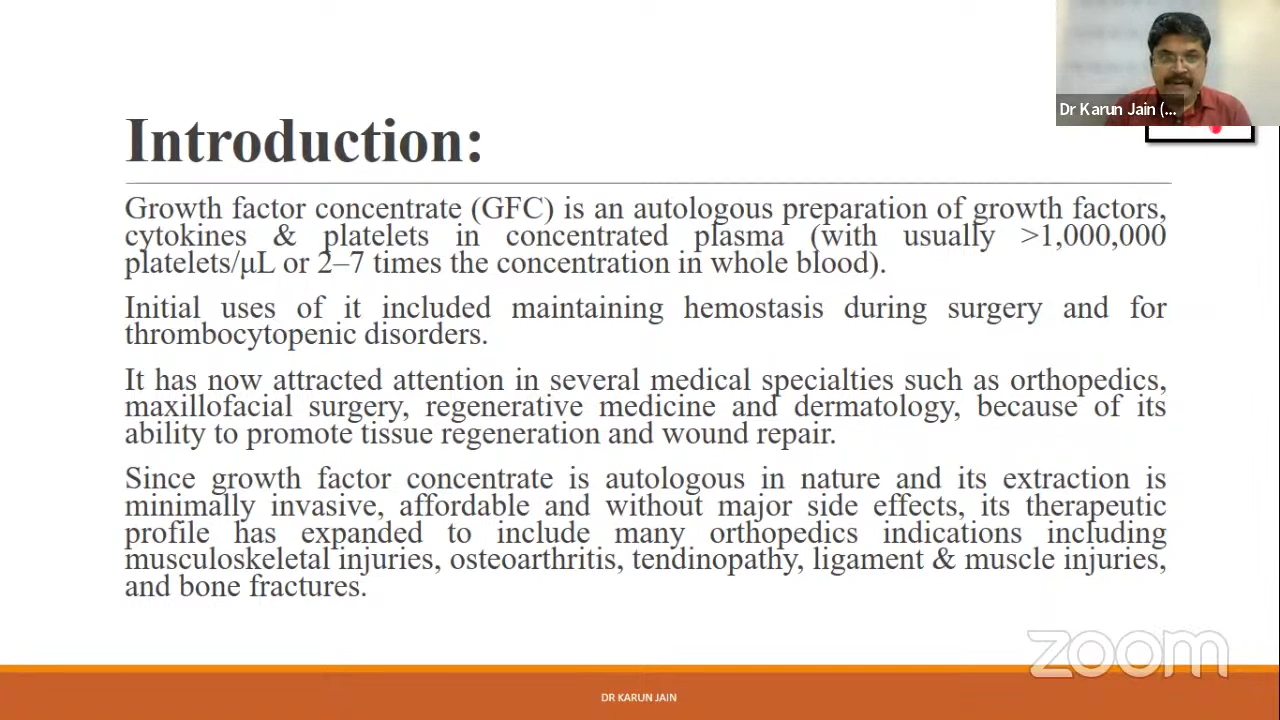 Dr Karun Jain (...
Introduction:
Growth factor concentrate (GFC) is an autologous preparation of growth factors,
cytokines & platelets in concentrated plasma (with usually >1,000,000
platelets/μL or 2–7 times the concentration in whole blood).
Initial uses of it included maintaining hemostasis during surgery and for
thrombocytopenic disorders.
It has now attracted attention in several medical specialties such as orthopedics,
maxillofacial surgery, regenerative medicine and dermatology, because of its
ability to promote tissue regeneration and wound repair.
Since growth factor concentrate is autologous in nature and its extraction is
minimally invasive, affordable and without major side effects, its therapeutic
profile has expanded to include many orthopedics indications including
musculoskeletal injuries, osteoarthritis, tendinopathy, ligament & muscle injuries,
and bone fractures.
zoom
DR KARUN JAIN